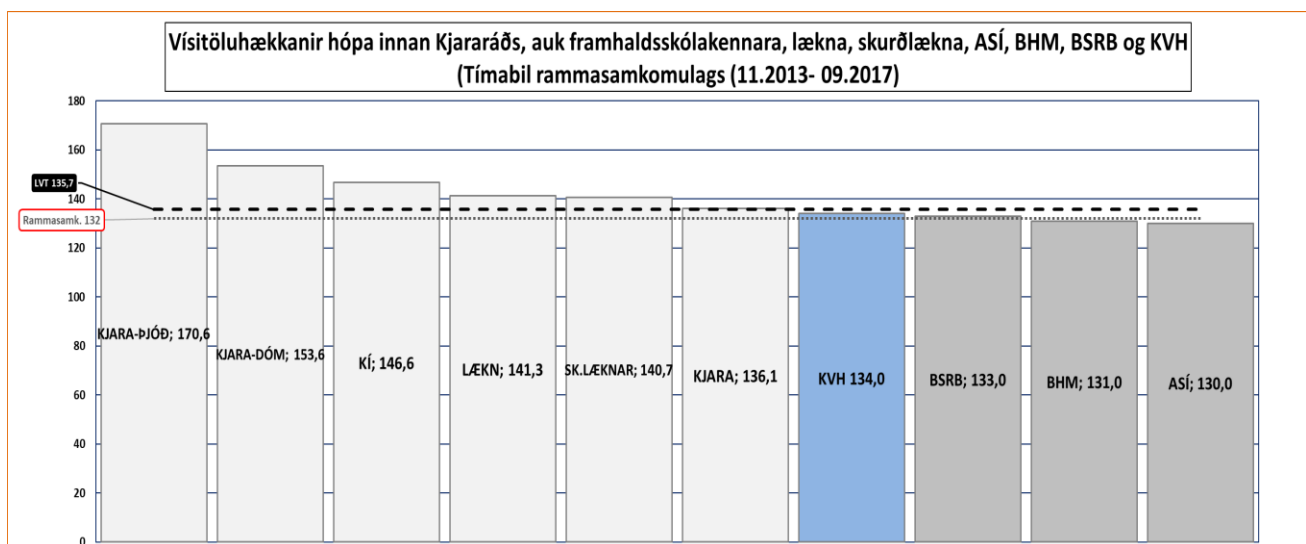 Vísitöluhækkanir hópa innan Kjararáðs, auk framhaldsskólakennara, lækna, skurðlækna, ASÍ, BHM, BSRB og KVH
(Tímabil rammasamkomulags (11.2013- 09.2017)
180
160
LVT 135,7
140
Rammasamk. 132
120
100
KJARA-ÞJÓÐ; 170,6
KJARA-DÓM; 153,6
KÍ; 146,6
LÆKN; 141,3
SK.LÆKNAR; 140,7
KJARA; 136,1
KVH 134,0
BSRB; 133,0
BHM; 131,0
ASÍ; 130,0
80
60
40
20
0